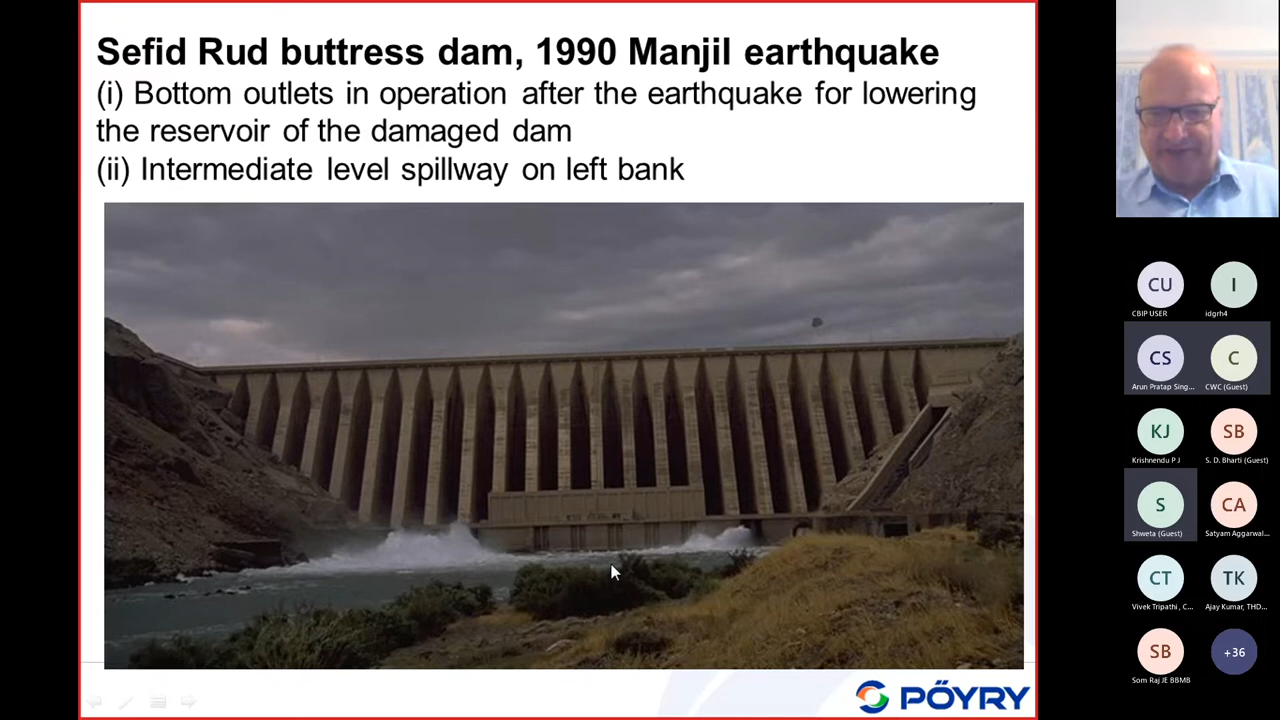 Sefid Rud buttress dam, 1990 Manjil earthquake
(i) Bottom outlets in operation after the earthquake for lowering
the reservoir of the damaged dam
(ii) Intermediate level spillway on left bank
PÖYRY
CU
CBIP USER
I
idgrh4
CS
Arun Pratap Sing...
C
CWC (Guest)
KJ
Krishnendu P J
SB
S. D. Bharti (Guest)
S
Shweta (Guest)
CA
Satyam Aggarwal...
CT
Vivek Tripathi , C...
TK
Ajay Kumar, THD...
SB
Som Raj JE BBMB
+36